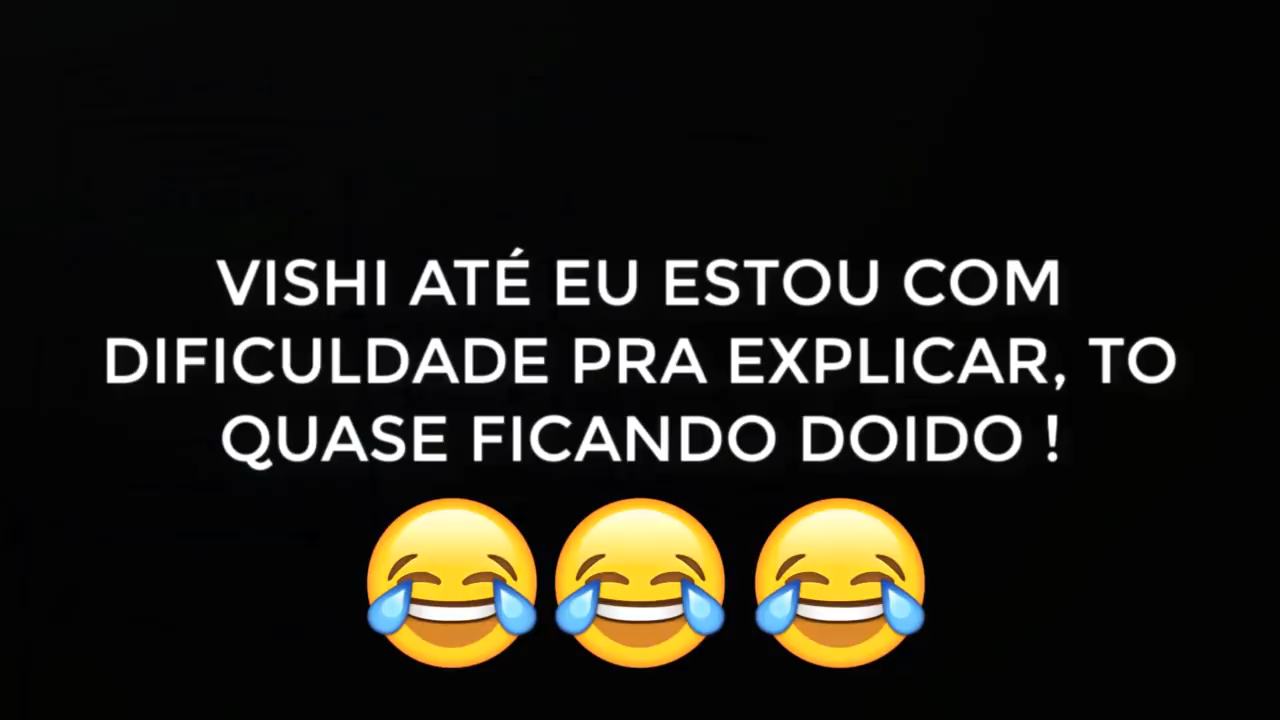 VISHI ATÉ EU ESTOU COM
DIFICULDADE PRA EXPLICAR, TO
QUASE FICANDO DOIDO !